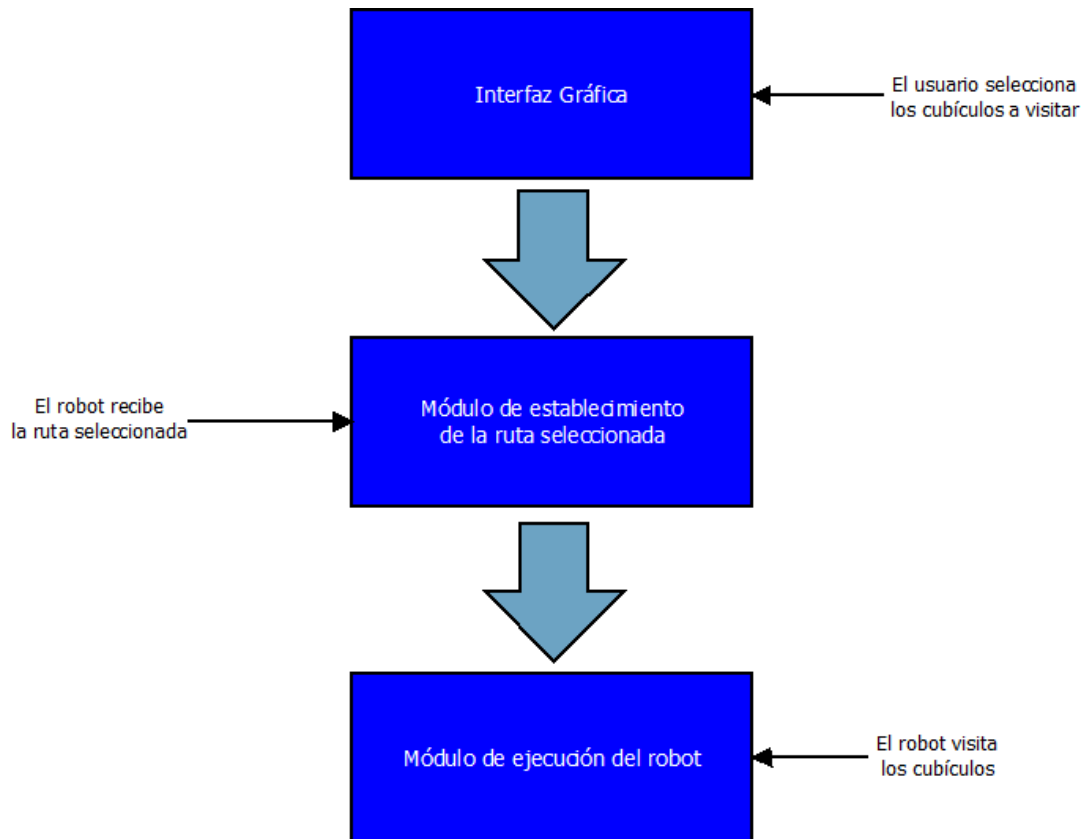 Interfaz Gráfica
El usuario selecciona
los cubículos a visitar
El robot recibe
la ruta seleccionada
Módulo de establecimiento
de la ruta seleccionada
Módulo de ejecución del robot
El robot visita
los cubículos